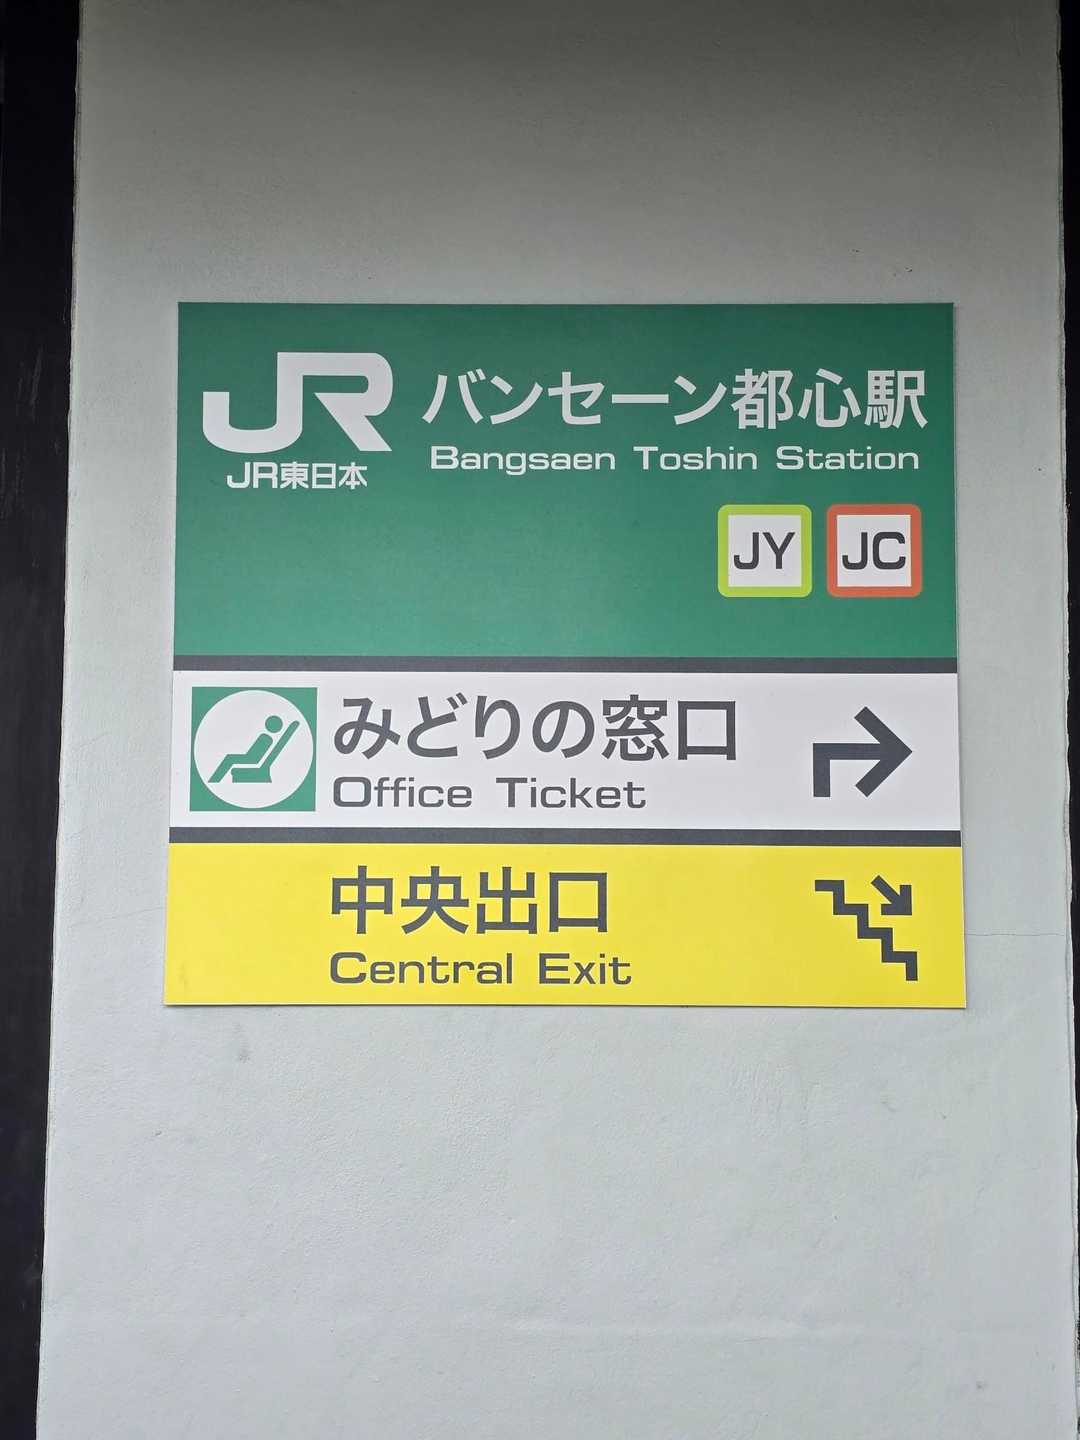 JR
JR東日本
バンセーン都心駅
Bangsaen Toshin Station
JY JC
みどりの窓口
Office Ticket
中央出口
Central Exit